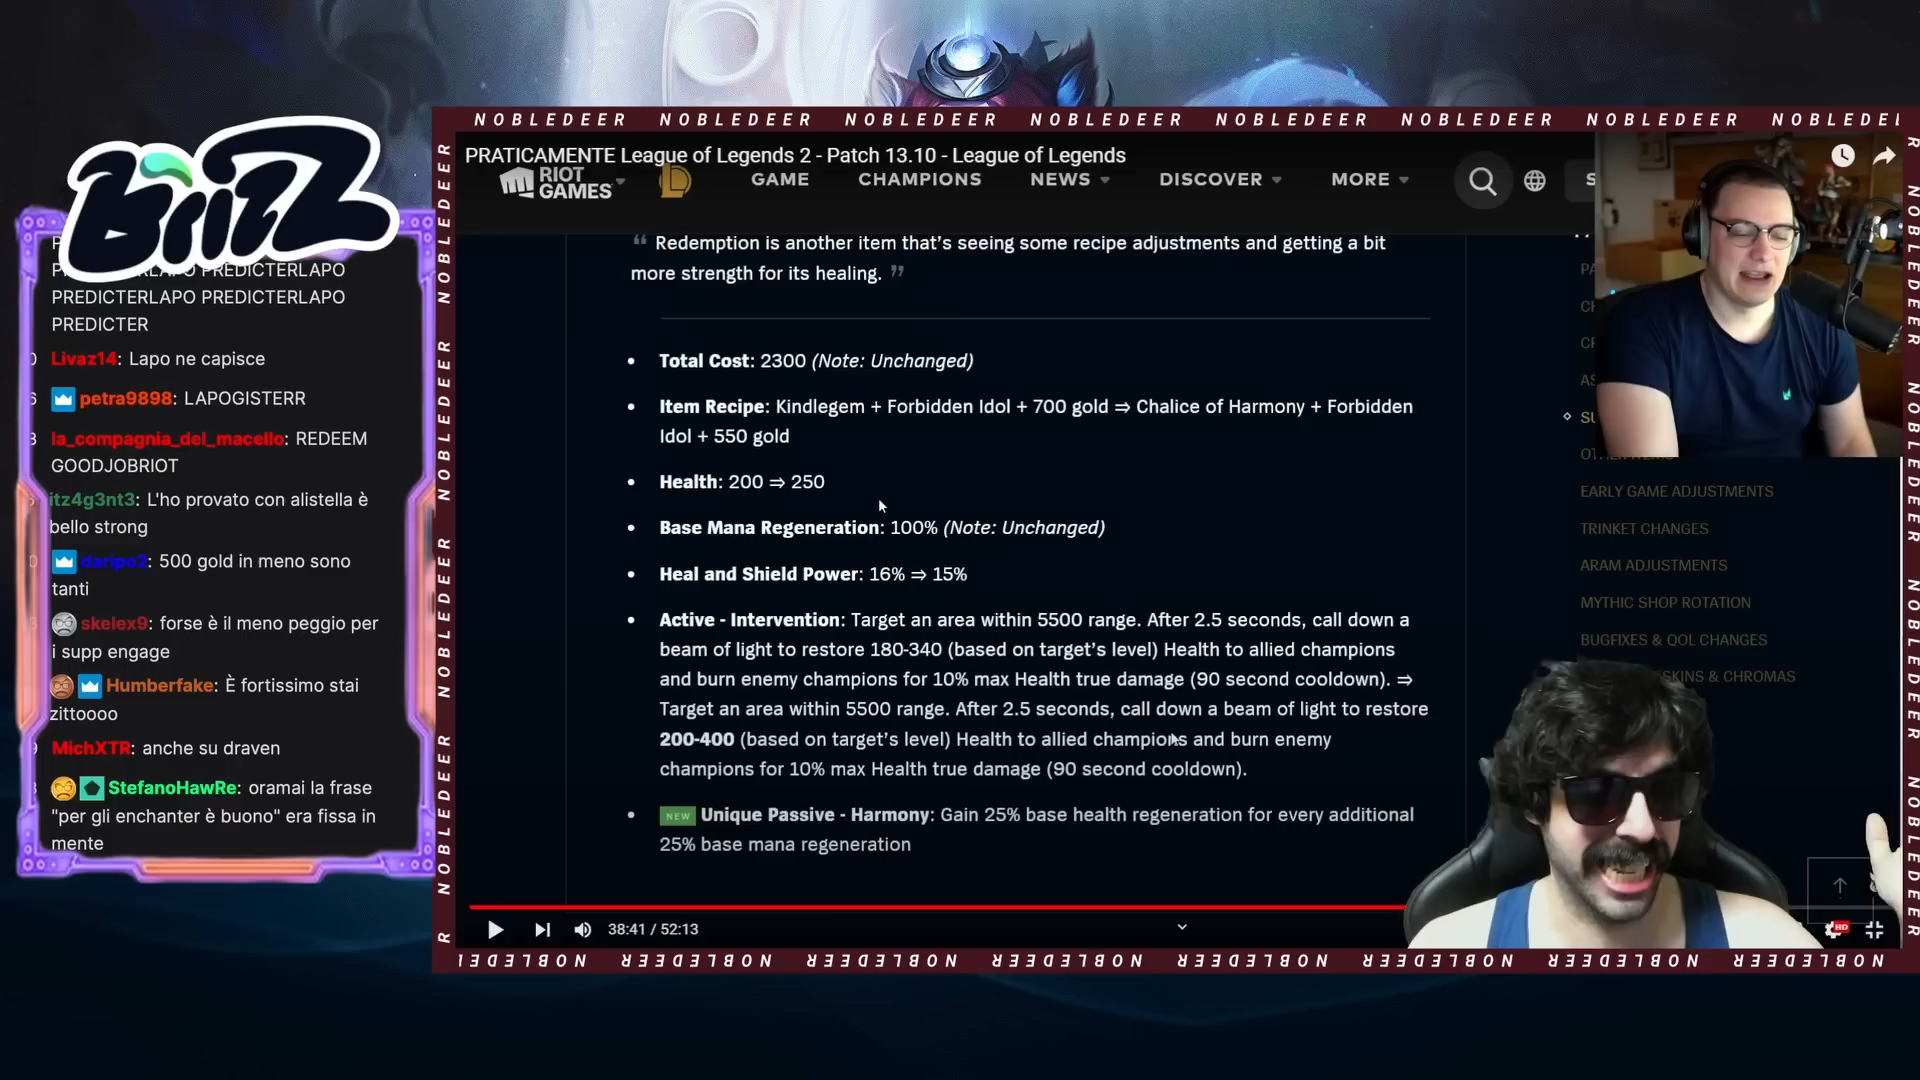 NOBLEDEER NOBLEDEER NOBLEDEER NOBLEDEER NOBLEDEER NOBLEDEER NOBLEDEER
BrizZ
PREDICTERLAPO PREDICTERLAPO
PREDICTER
Livaz14: Lapo ne capisce
petra9898: LAPOGISTERR
la_compagnia_del_macello: REDEEM
GOODJOBRIOT
itz4g3nt3: L'ho provato con alistella è
bello strong
daripo2: 500 gold in meno sono
tanti
skelex9: forse è il meno peggio per
i supp engage
Humberfake: È fortissimo stai
zittoooo
MichXTR: anche su draven
StefanoHawRe: oramai la frase
"per gli enchanter è buono" era fissa in
mente
PRATICAMENTE League of Legends 2 - Patch 13.10 - League of Legends
RIOT
GAMES
GAME CHAMPIONS NEWS DISCOVER MORE
“ Redemption is another item that's seeing some recipe adjustments and getting a bit
more strength for its healing. ”
• Total Cost: 2300 (Note: Unchanged)
• Item Recipe: Kindlegem + Forbidden Idol + 700 gold ⇒ Chalice of Harmony + Forbidden
Idol + 550 gold
• Health: 200 ⇒ 250
• Base Mana Regeneration: 100% (Note: Unchanged)
• Heal and Shield Power: 16% ⇒ 15%
• Active - Intervention: Target an area within 5500 range. After 2.5 seconds, call down a
beam of light to restore 180-340 (based on target's level) Health to allied champions
and burn enemy champions for 10% max Health true damage (90 second cooldown). ⇒
Target an area within 5500 range. After 2.5 seconds, call down a beam of light to restore
200-400 (based on target's level) Health to allied champions and burn enemy
champions for 10% max Health true damage (90 second cooldown).
• NEW Unique Passive - Harmony: Gain 25% base health regeneration for every additional
25% base mana regeneration
EARLY GAME ADJUSTMENTS
TRINKET CHANGES
ARAM ADJUSTMENTS
MYTHIC SHOP ROTATION
BUGFIXES & QOL CHANGES
SKINS & CHROMAS
38:41 / 52:13
HD
NOBLEDEER NOBLEDEER NOBLEDEER NOBLEDEER NOBLEDEER NOBLEDEER NOBLEDEER